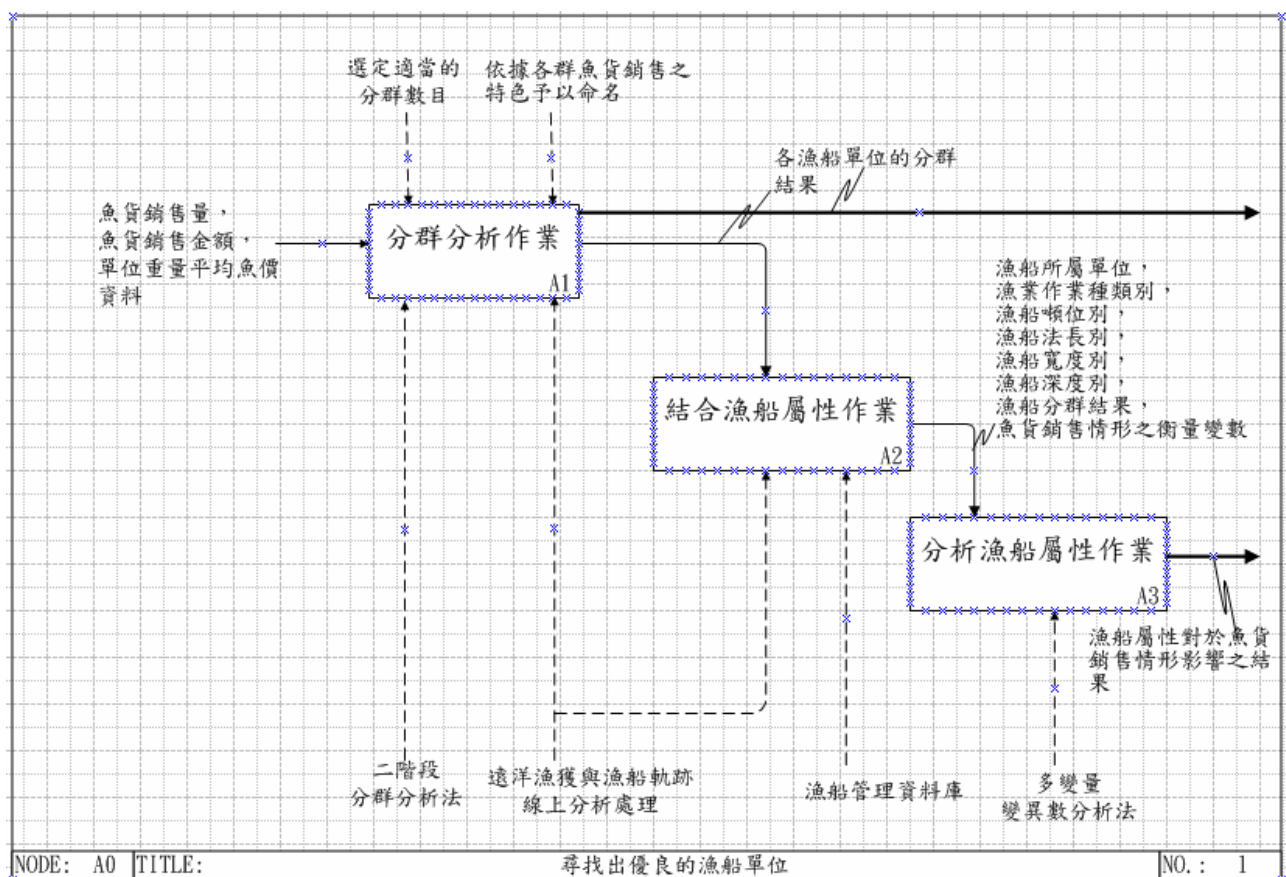 選定適當的
分群數目
依據各群魚貨銷售之
特色予以命名
各漁船單位的分群
結果
魚貨銷售量，
魚貨銷售金額，
單位重量平均魚價
資料
分群分析作業
A1
漁船所屬單位，
漁業作業種類別，
漁船噸位別，
漁船法長別，
漁船寬度別，
漁船深度別，
漁船分群結果，
魚貨銷售情形之衡量變數
結合漁船屬性作業
A2
分析漁船屬性作業
A3
漁船屬性對於魚貨
銷售情形影響之結
果
二階段
分群分析法
遠洋漁獲與漁船軌跡
線上分析處理
漁船管理資料庫
多變量
變異數分析法
NODE: A0 TITLE: 尋找出優良的漁船單位 NO.: 1